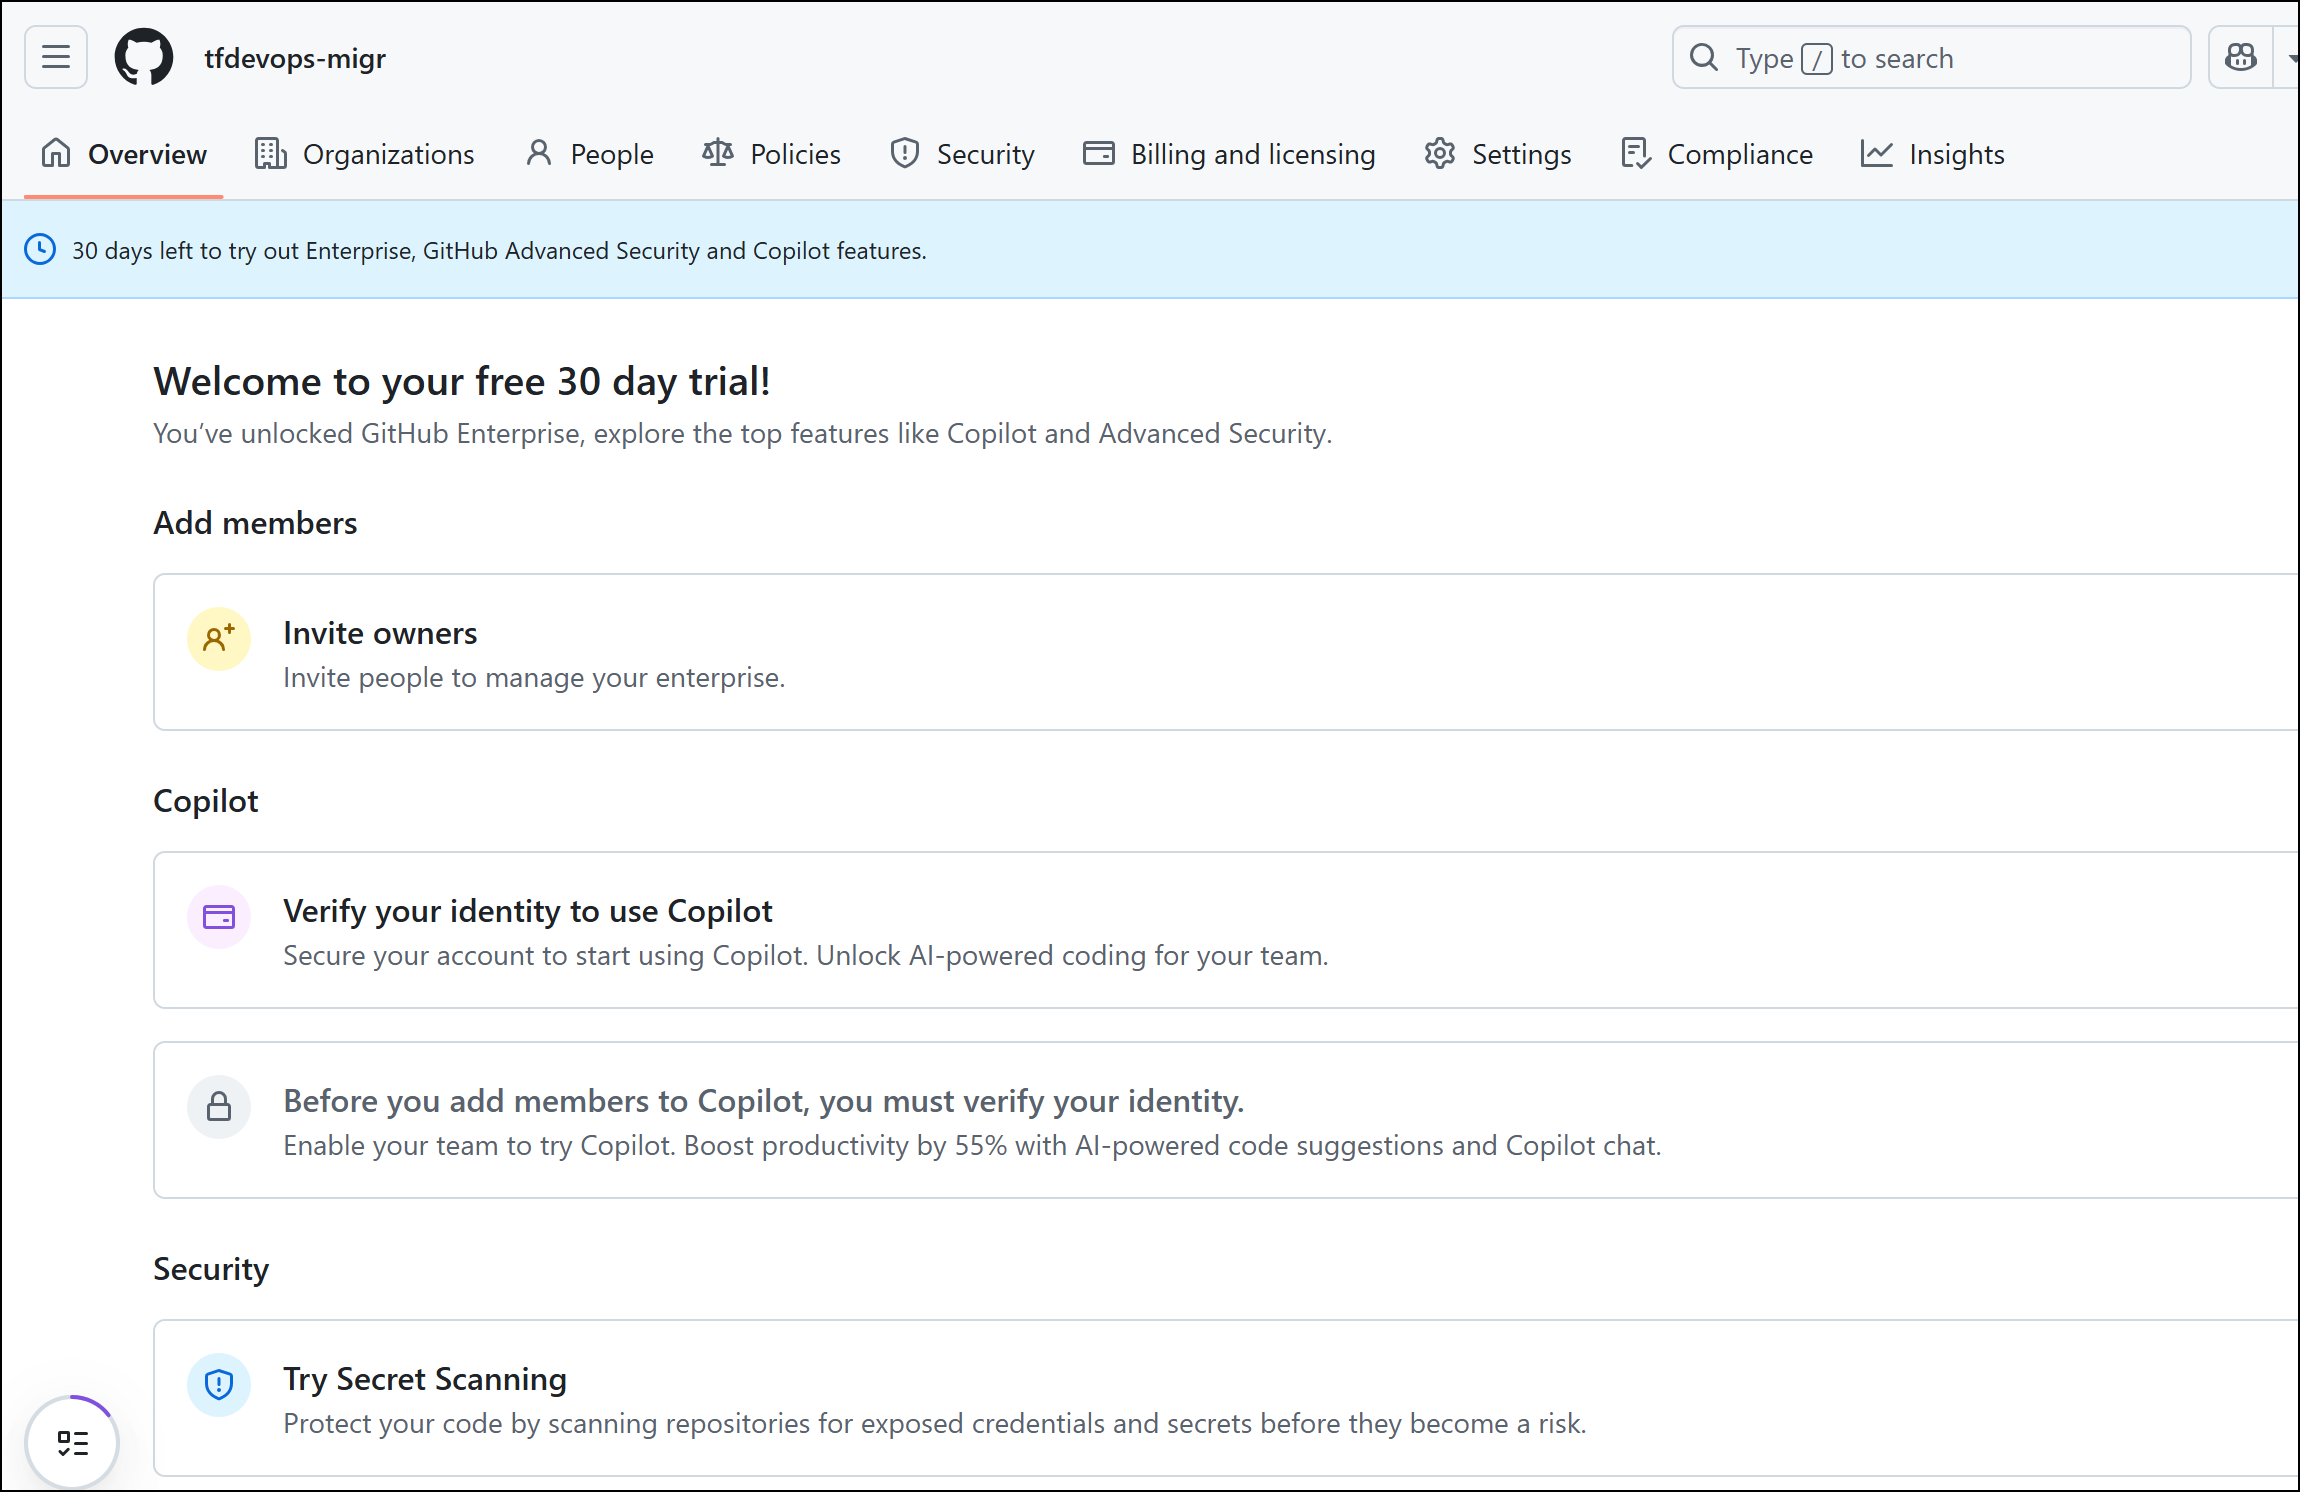 tfdevops-migr
Type / to search
Overview Organizations People Policies Security Billing and licensing Settings Compliance Insights
30 days left to try out Enterprise, GitHub Advanced Security and Copilot features.
Welcome to your free 30 day trial!
You’ve unlocked GitHub Enterprise, explore the top features like Copilot and Advanced Security.
Add members
Invite owners
Invite people to manage your enterprise.
Copilot
Verify your identity to use Copilot
Secure your account to start using Copilot. Unlock AI-powered coding for your team.
Before you add members to Copilot, you must verify your identity.
Enable your team to try Copilot. Boost productivity by 55% with AI-powered code suggestions and Copilot chat.
Security
Try Secret Scanning
Protect your code by scanning repositories for exposed credentials and secrets before they become a risk.